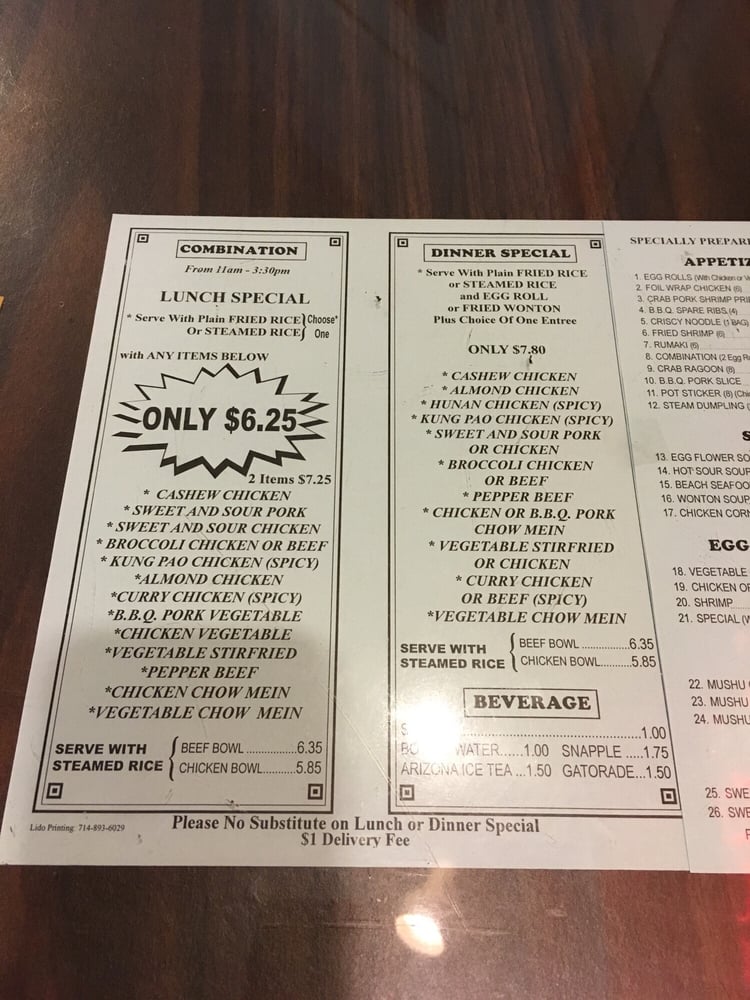 COMBINATION
From 11am - 3:30pm
LUNCH SPECIAL
* Serve With Plain FRIED RICE Choose*
Or STEAMED RICE One
with ANY ITEMS BELOW
ONLY $6.25
2 Items $7.25
* CASHEW CHICKEN
* SWEET AND SOUR PORK
* SWEET AND SOUR CHICKEN
* BROCCOLI CHICKEN OR BEEF
* KUNG PAO CHICKEN (SPICY)
*ALMOND CHICKEN
*CURRY CHICKEN (SPICY)
*B.B.Q. PORK VEGETABLE
*CHICKEN VEGETABLE
*VEGETABLE STIRFRIED
*PEPPER BEEF
*CHICKEN CHOW MEIN
*VEGETABLE CHOW MEIN
SERVE WITH STEAMED RICE
BEEF BOWL ..................6.35
CHICKEN BOWL..........5.85
DINNER SPECIAL
* Serve With Plain FRIED RICE
or STEAMED RICE
and EGG ROLL
or FRIED WONTON
Plus Choice Of One Entree
ONLY $7.80
* CASHEW CHICKEN
* ALMOND CHICKEN
* HUNAN CHICKEN (SPICY)
* KUNG PAO CHICKEN (SPICY)
* SWEET AND SOUR PORK
OR CHICKEN
* BROCCOLI CHICKEN
OR BEEF
* PEPPER BEEF
* CHICKEN OR B.B.Q. PORK
CHOW MEIN
* VEGETABLE STIRFRIED
OR CHICKEN
* CURRY CHICKEN
OR BEEF (SPICY)
*VEGETABLE CHOW MEIN
SERVE WITH STEAMED RICE
BEEF BOWL ..................6.35
CHICKEN BOWL..........5.85
BEVERAGE
1.00
WATER......1.00 SNAPPLE .....1.75
ARIZONA ICE TEA ...1.50 GATORADE...1.50
Lido Printing 714-893-6029
Please No Substitute on Lunch or Dinner Special
$1 Delivery Fee
SPECIALLY PREPAR
APPETIZ
1. EGG ROLLS (With Chicken or
2. FOIL WRAP CHICKEN (6)
3. CRAB PORK SHRIMP PRI
4. B.B.Q. SPARE RIBS (4)
5. CRISCY NOODLE (1 BAG)
6. FRIED SHRIMP (6)
7. RUMAKI (6)
8. COMBINATION (2 Egg R
9. CRAB RAGOON (8)
10. B.B.Q. PORK SLICE
11. POT STICKER (8) (Chi
12. STEAM DUMPLING (
S
13. EGG FLOWER SO
14. HOT SOUR SOUP
15. BEACH SEAFOO
16. WONTON SOUP
17. CHICKEN CORN
EGG
18. VEGETABLE
19. CHICKEN OR
20. SHRIMP
21. SPECIAL (
22. MUSHU
23. MUSHU
24. MUSHU
25. SWE
26. SWE